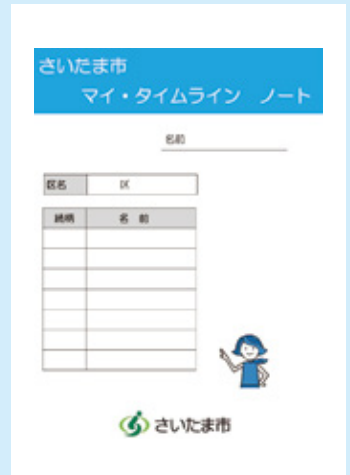 さいたま市
マイ・タイムライン ノート
名前
区名 区
続柄 名 前
さいたま市